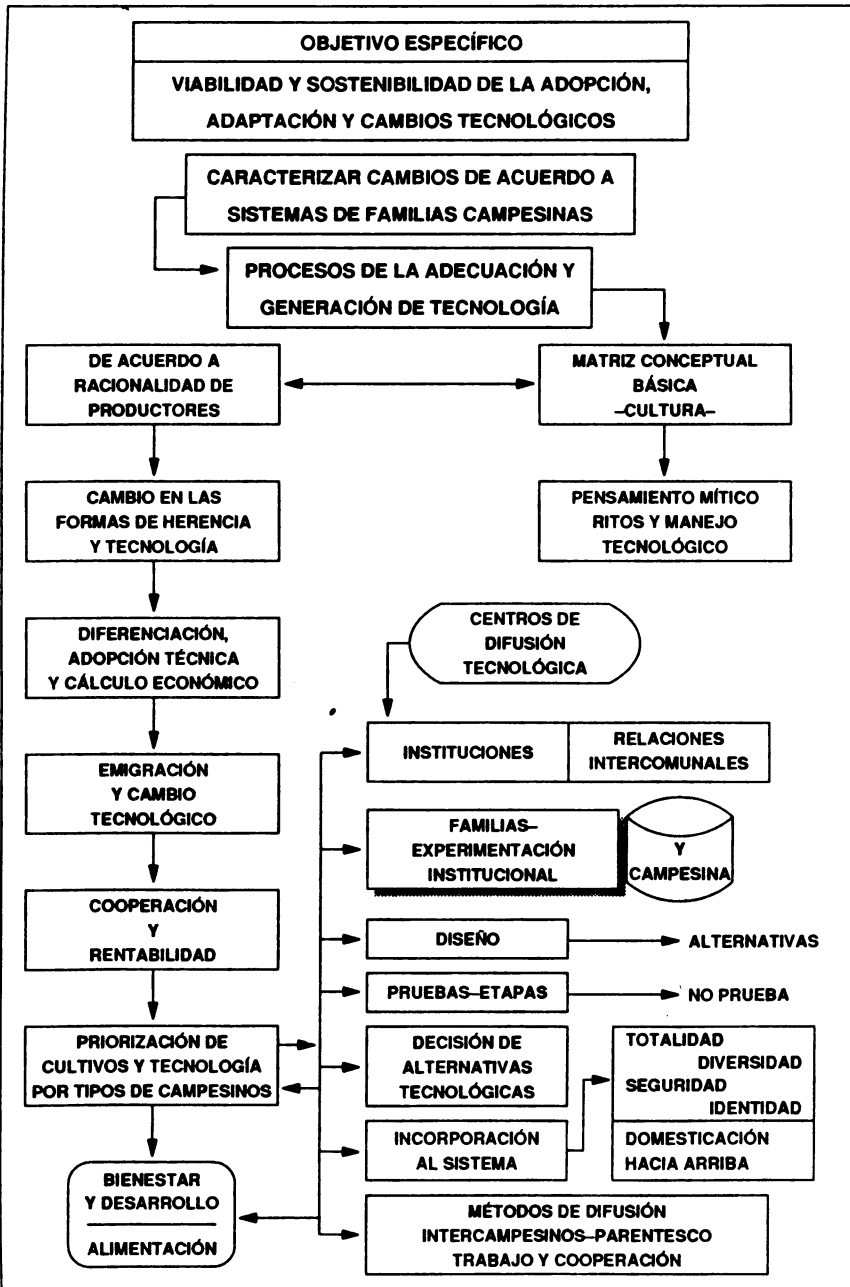 OBJETIVO ESPECÍFICO
VIABILIDAD Y SOSTENIBILIDAD DE LA ADOPCIÓN,
ADAPTACIÓN Y CAMBIOS TECNOLÓGICOS
CARACTERIZAR CAMBIOS DE ACUERDO A
SISTEMAS DE FAMILIAS CAMPESINAS
PROCESOS DE LA ADECUACIÓN Y
GENERACIÓN DE TECNOLOGÍA
DE ACUERDO A
RACIONALIDAD DE
PRODUCTORES
MATRIZ CONCEPTUAL
BÁSICA
–CULTURA–
CAMBIO EN LAS
FORMAS DE HERENCIA
Y TECNOLOGÍA
PENSAMIENTO MÍTICO
RITOS Y MANEJO
TECNOLÓGICO
DIFERENCIACIÓN,
ADOPCIÓN TÉCNICA
Y CÁLCULO ECONÓMICO
CENTROS DE
DIFUSIÓN
TECNOLÓGICA
EMIGRACIÓN
Y CAMBIO
TECNOLÓGICO
INSTITUCIONES
RELACIONES
INTERCOMUNALES
FAMILIAS–
EXPERIMENTACIÓN
INSTITUCIONAL
Y
CAMPESINA
COOPERACIÓN
Y
RENTABILIDAD
DISEÑO
ALTERNATIVAS
PRUEBAS–ETAPAS
NO PRUEBA
PRIORIZACIÓN DE
CULTIVOS Y TECNOLOGÍA
POR TIPOS DE CAMPESINOS
DECISIÓN DE
ALTERNATIVAS
TECNOLÓGICAS
TOTALIDAD
DIVERSIDAD
SEGURIDAD
IDENTIDAD
DOMESTICACIÓN
HACIA ARRIBA
INCORPORACIÓN
AL SISTEMA
BIENESTAR
Y DESARROLLO
ALIMENTACIÓN
MÉTODOS DE DIFUSIÓN
INTERCAMPESINOS–PARENTESCO
TRABAJO Y COOPERACIÓN